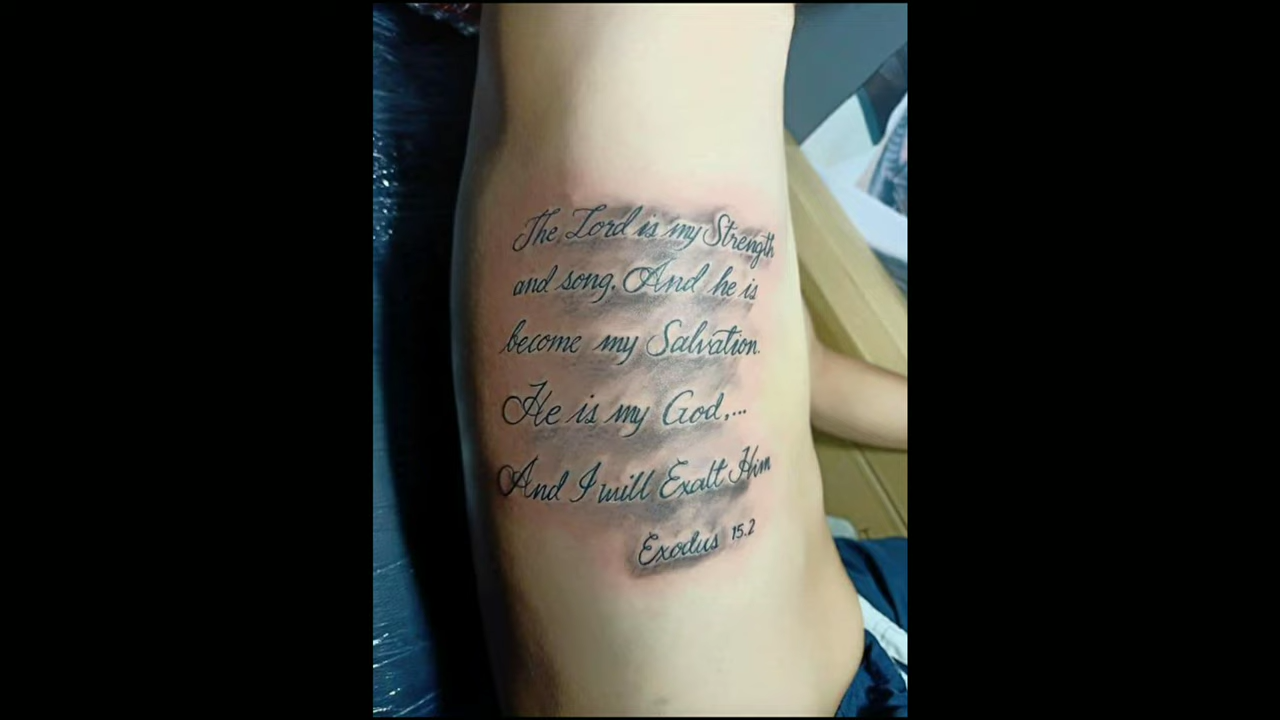 The Lord is my Strength
and song. And he is
become my Salvation.
He is my God,...
And I will Exalt Him
Exodus 15.2